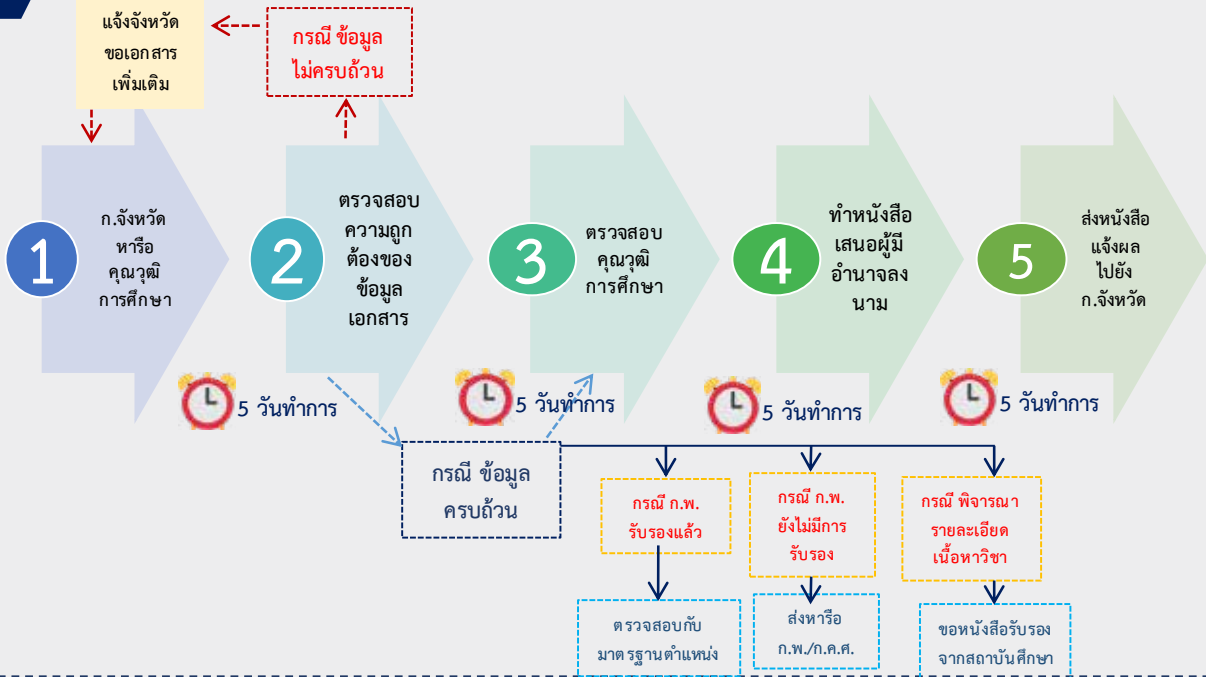 แจ้งจังหวัด
ขอเอกสาร
เพิ่มเติม
กรณี ข้อมูล
ไม่ครบถ้วน
1
ก.จังหวัด
หารือ
คุณวุฒิ
การศึกษา
2
ตรวจสอบ
ความถูก
ต้องของ
ข้อมูล
เอกสาร
3
ตรวจสอบ
คุณวุฒิ
การศึกษา
4
ทำหนังสือ
เสนอผู้มี
อำนาจลง
นาม
5
ส่งหนังสือ
แจ้งผล
ไปยัง
ก.จังหวัด
5 วันทำการ
5 วันทำการ
5 วันทำการ
5 วันทำการ
กรณี ข้อมูล
ครบถ้วน
กรณี ก.พ.
รับรองแล้ว
กรณี ก.พ.
ยังไม่มีการ
รับรอง
กรณี พิจารณา
รายละเอียด
เนื้อหาวิชา
ตรวจสอบกับ
มาตรฐานตำแหน่ง
ส่งหารือ
ก.พ./ก.ค.ศ.
ขอหนังสือรับรอง
จากสถาบันศึกษา